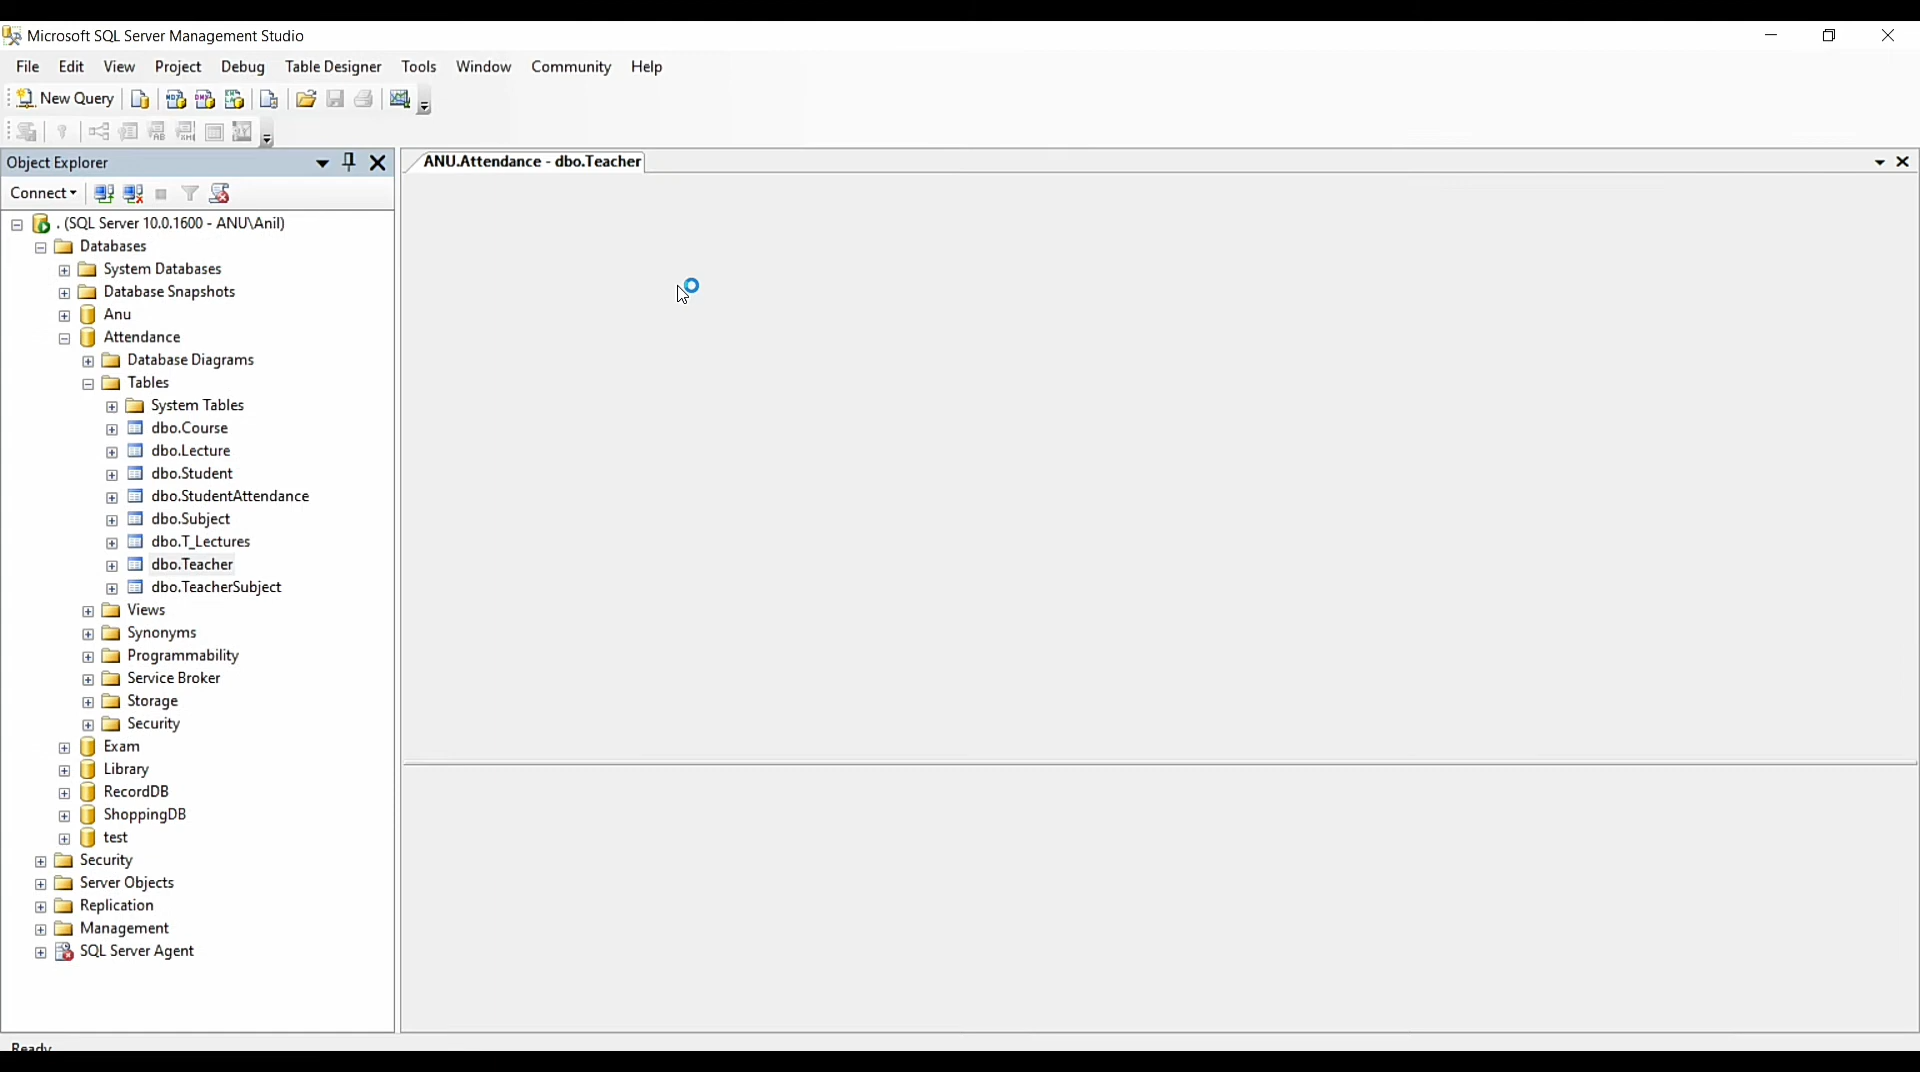 Microsoft SQL Server Management Studio
File Edit View Project Debug Table Designer Tools Window Community Help
New Query
Object Explorer
ANU.Attendance - dbo.Teacher
Connect
. (SQL Server 10.0.1600 - ANU\Anil)
Databases
System Databases
Database Snapshots
Anu
Attendance
Database Diagrams
Tables
System Tables
dbo.Course
dbo.Lecture
dbo.Student
dbo.StudentAttendance
dbo.Subject
dbo.T_Lectures
dbo.Teacher
dbo.TeacherSubject
Views
Synonyms
Programmability
Service Broker
Storage
Security
Exam
Library
RecordDB
ShoppingDB
test
Security
Server Objects
Replication
Management
SQL Server Agent
Ready